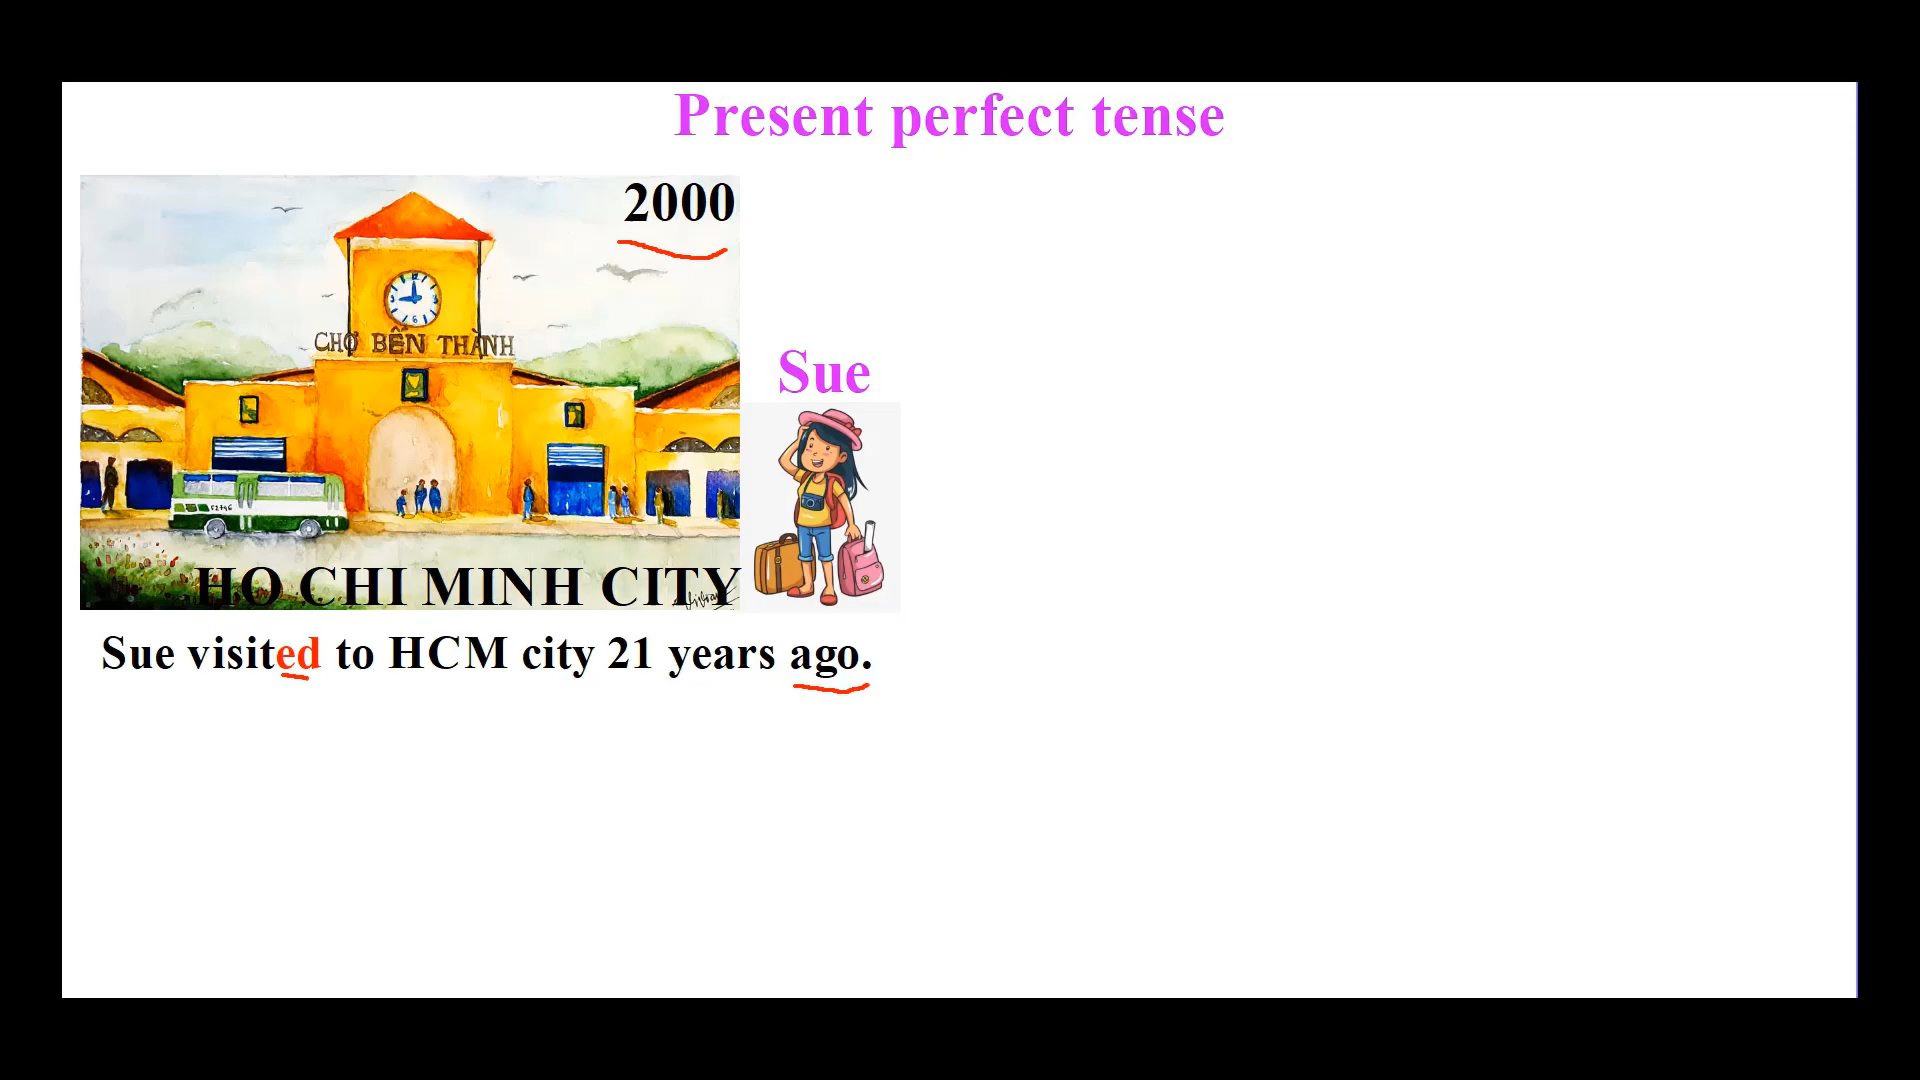 Present perfect tense
2000
CHỢ BẾN THÀNH
Sue
52796
HO CHI MINH CITY
Sue visited to HCM city 21 years ago.